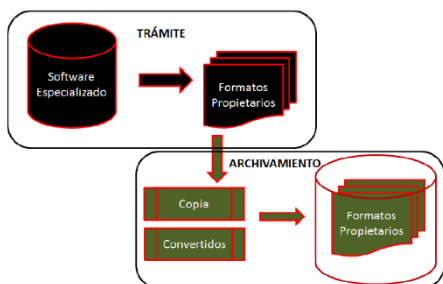 TRÁMITE
Software
Especializado
Formatos
Propietarios
ARCHIVAMIENTO
Copia
Convertidos
Formatos
Propietarios